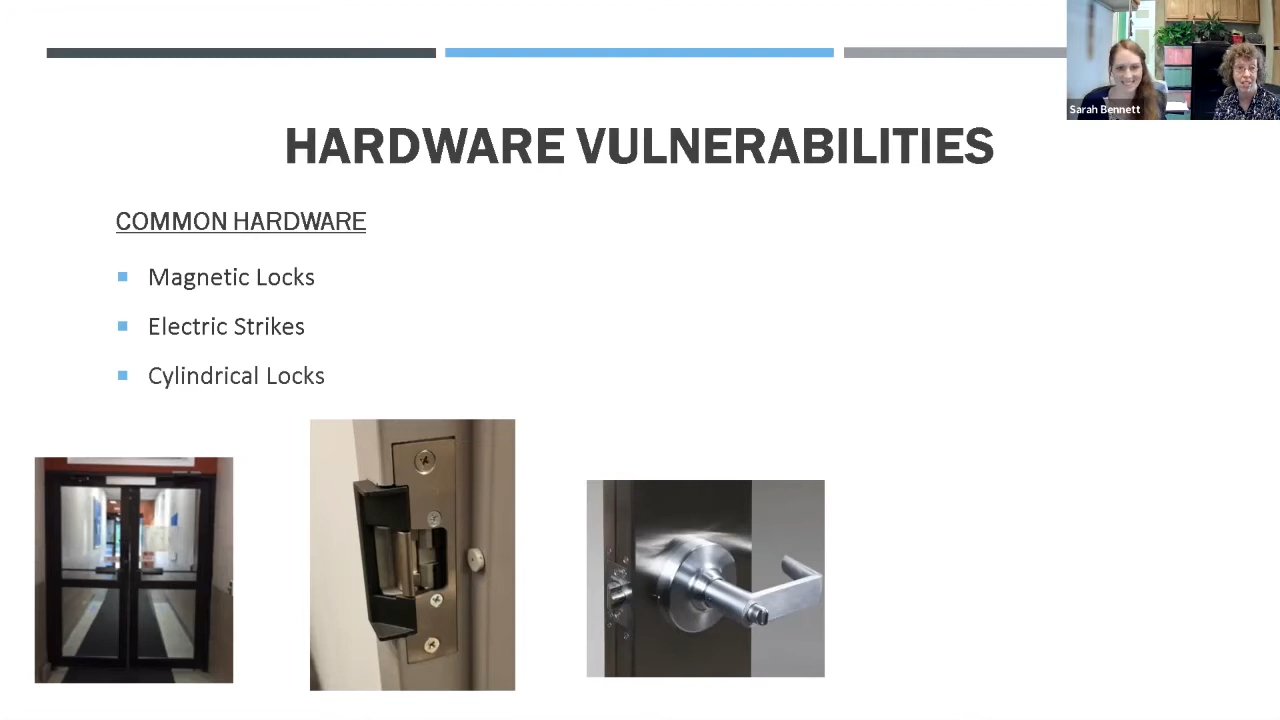 Sarah Bennett
HARDWARE VULNERABILITIES
COMMON HARDWARE
Magnetic Locks
Electric Strikes
Cylindrical Locks